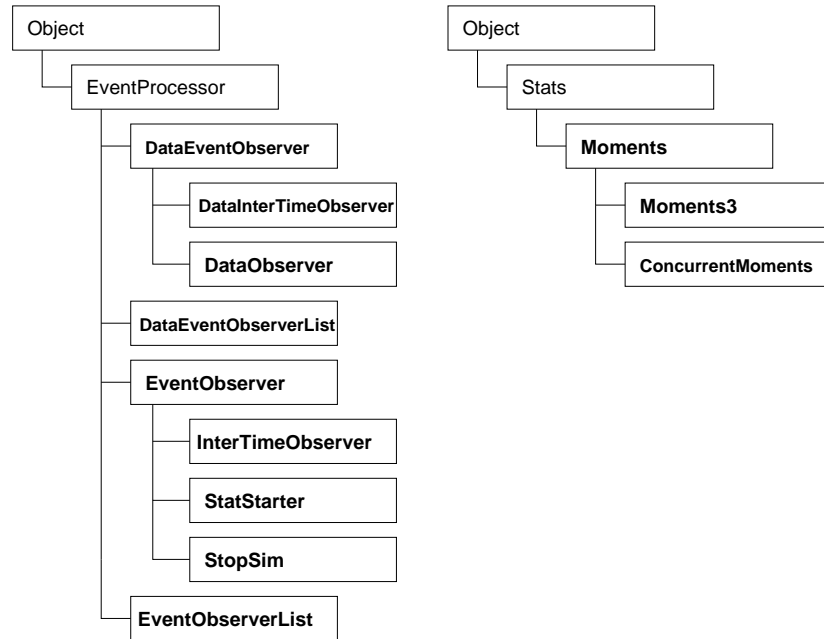 Object
EventProcessor
DataEventObserver
DataInterTimeObserver
DataObserver
DataEventObserverList
EventObserver
InterTimeObserver
StatStarter
StopSim
EventObserverList
Object
Stats
Moments
Moments3
ConcurrentMoments